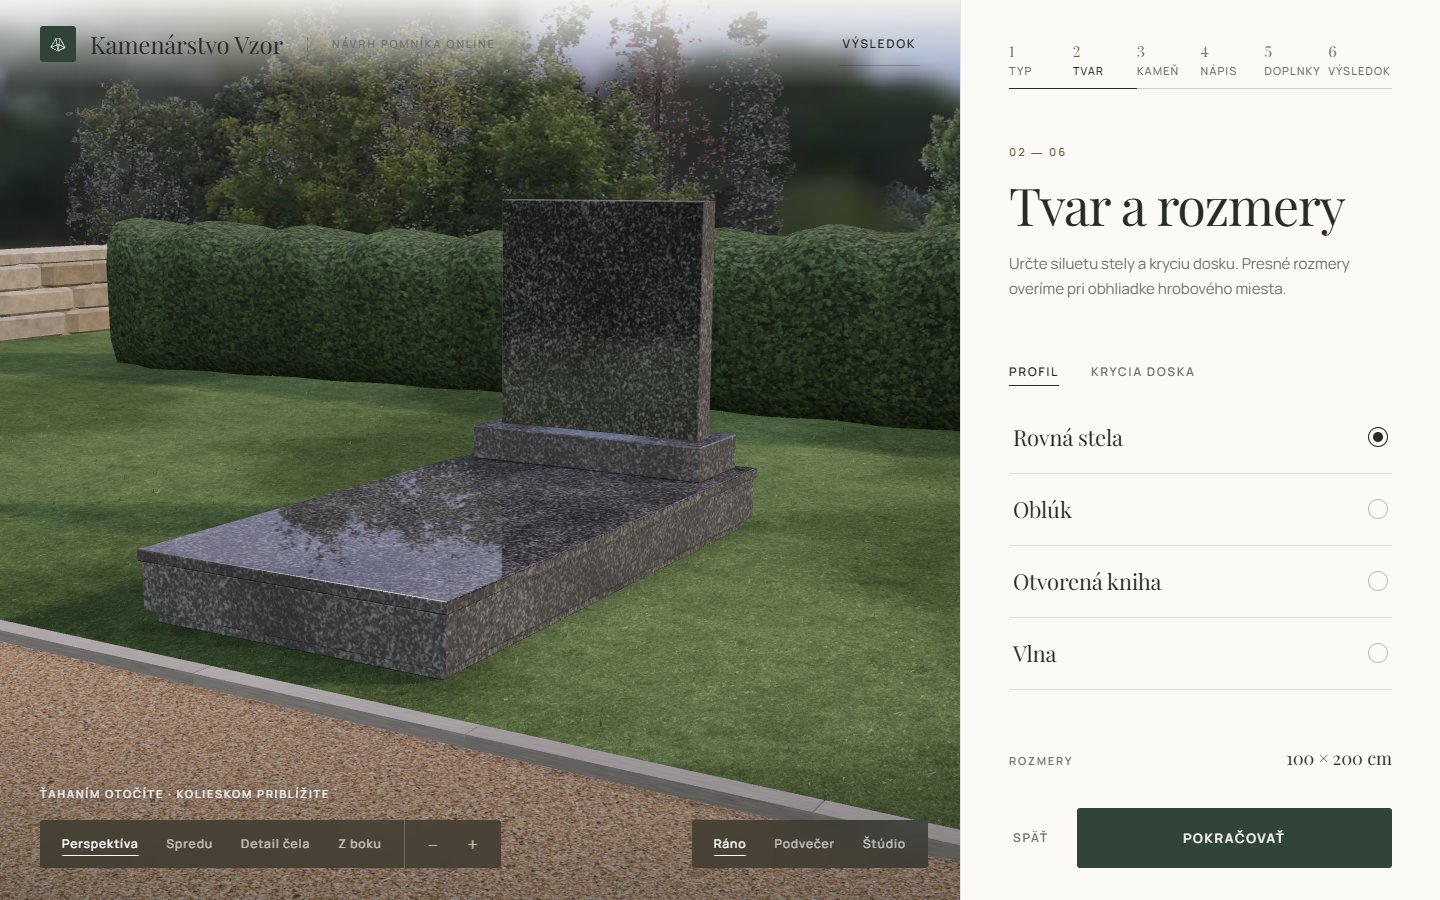 Kamenárstvo Vzor
NÁVRH POMNÍKA ONLINE
VÝSLEDOK
1 2 3 4 5 6
TYP TVAR KAMEŇ NÁPIS DOPLNKY VÝSLEDOK
02 — 06
Tvar a rozmery
Určte siluetu stely a kryciu dosku. Presné rozmery
overíme pri obhliadke hrobového miesta.
PROFIL KRYCIA DOSKA
Rovná stela
Oblúk
Otvorená kniha
Vlna
ROZMERY 100 × 200 cm
SPÄŤ POKRAČOVAŤ
ŤAHANÍM OTOČÍTE · KOLIESKOM PRIBLÍŽITE
Perspektíva Spredu Detail čela Z boku − +
Ráno Podvečer Štúdio